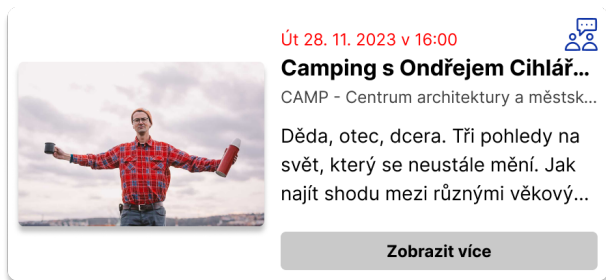 Út 28. 11. 2023 v 16:00
Camping s Ondřejem Cihlář...
CAMP - Centrum architektury a městsk...
Děda, otec, dcera. Tři pohledy na
svět, který se neustále mění. Jak
najít shodu mezi různými věkový...
Zobrazit více